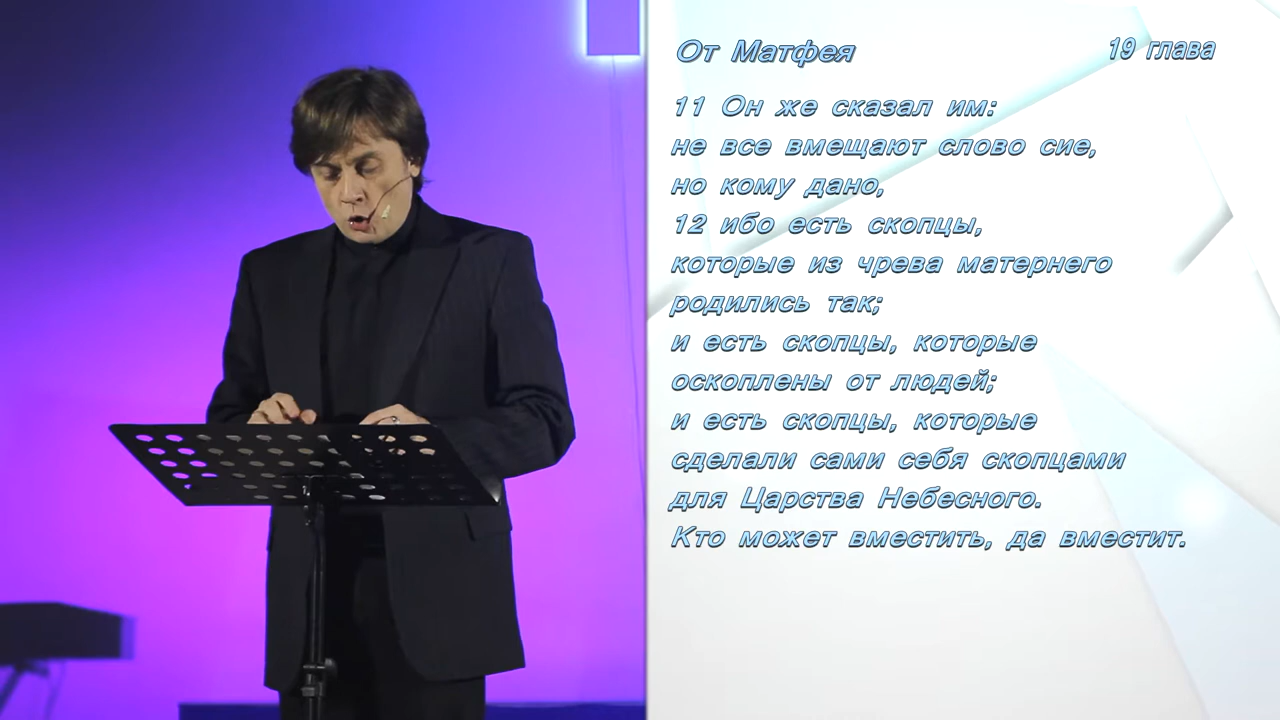 От Матфея 19 глава
11 Он же сказал им:
не все вмещают слово сие,
но кому дано,
12 ибо есть скопцы,
которые из чрева матернего
родились так;
и есть скопцы, которые
оскоплены от людей;
и есть скопцы, которые
сделали сами себя скопцами
для Царства Небесного.
Кто может вместить, да вместит.